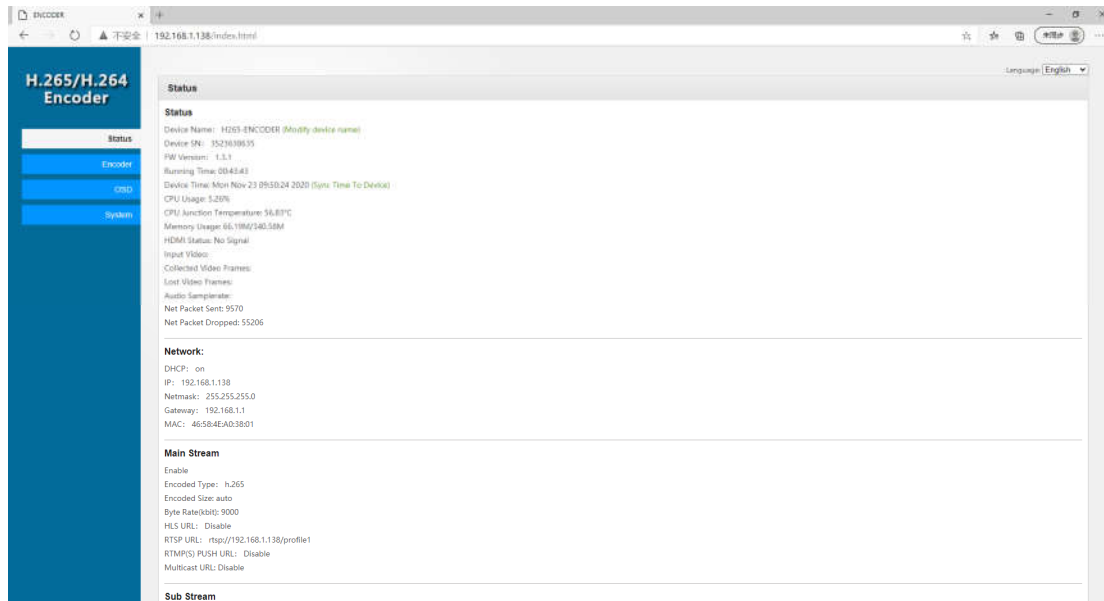 ENCODER
不安全 | 192.168.1.138/index.html
Language: English
H.265/H.264
Encoder
Status
Encoder
OSD
System
Status
Status
Device Name: H265-ENCODER (Modify device name)
Device SN: 3523630635
FW Version: 1.3.1
Running Time: 00:43:43
Device Time: Mon Nov 23 09:50:24 2020 (Sync Time To Device)
CPU Usage: 5.26%
CPU Junction Temperature: 56.83°C
Memory Usage: 66.19M/340.58M
HDMI Status: No Signal
Input Video:
Collected Video Frames:
Lost Video Frames:
Audio Samplerate:
Net Packet Sent: 9570
Net Packet Dropped: 55206
Network:
DHCP: on
IP: 192.168.1.138
Netmask: 255.255.255.0
Gateway: 192.168.1.1
MAC: 46:58:4E:A0:38:01
Main Stream
Enable
Encoded Type: h.265
Encoded Size: auto
Byte Rate(kbit): 9000
HLS URL: Disable
RTSP URL: rtsp://192.168.1.138/profile1
RTMP(S) PUSH URL: Disable
Multicast URL: Disable
Sub Stream